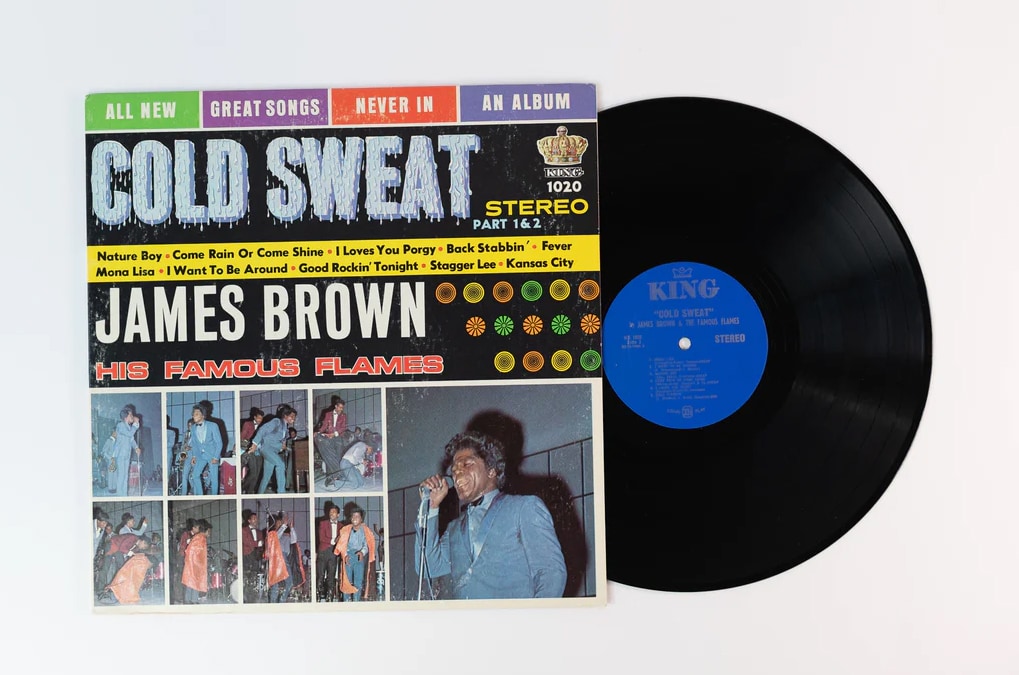 ALL NEW GREAT SONGS NEVER IN AN ALBUM
COLD SWEAT
KING
1020
STEREO
PART 1 & 2
Nature Boy • Come Rain Or Come Shine • I Loves You Porgy • Back Stabbin' • Fever
Mona Lisa • I Want To Be Around • Good Rockin' Tonight • Stagger Lee • Kansas City
JAMES BROWN
HIS FAMOUS FLAMES
KING
"COLD SWEAT"
JAMES BROWN & THE FAMOUS FLAMES
STEREO